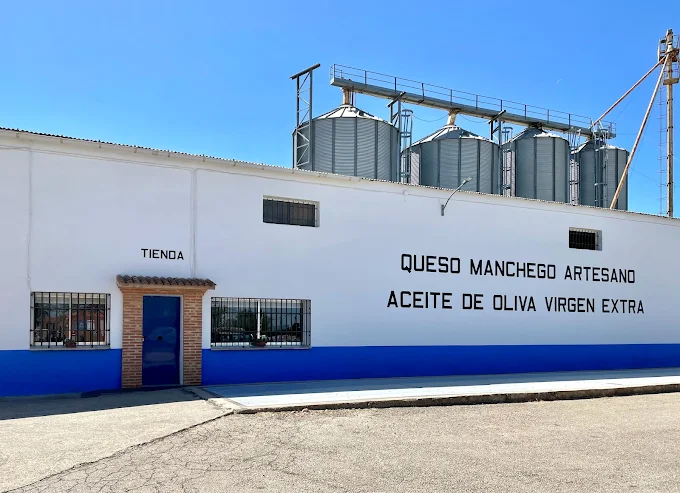 TIENDA
QUESO MANCHEGO ARTESANO
ACEITE DE OLIVA VIRGEN EXTRA